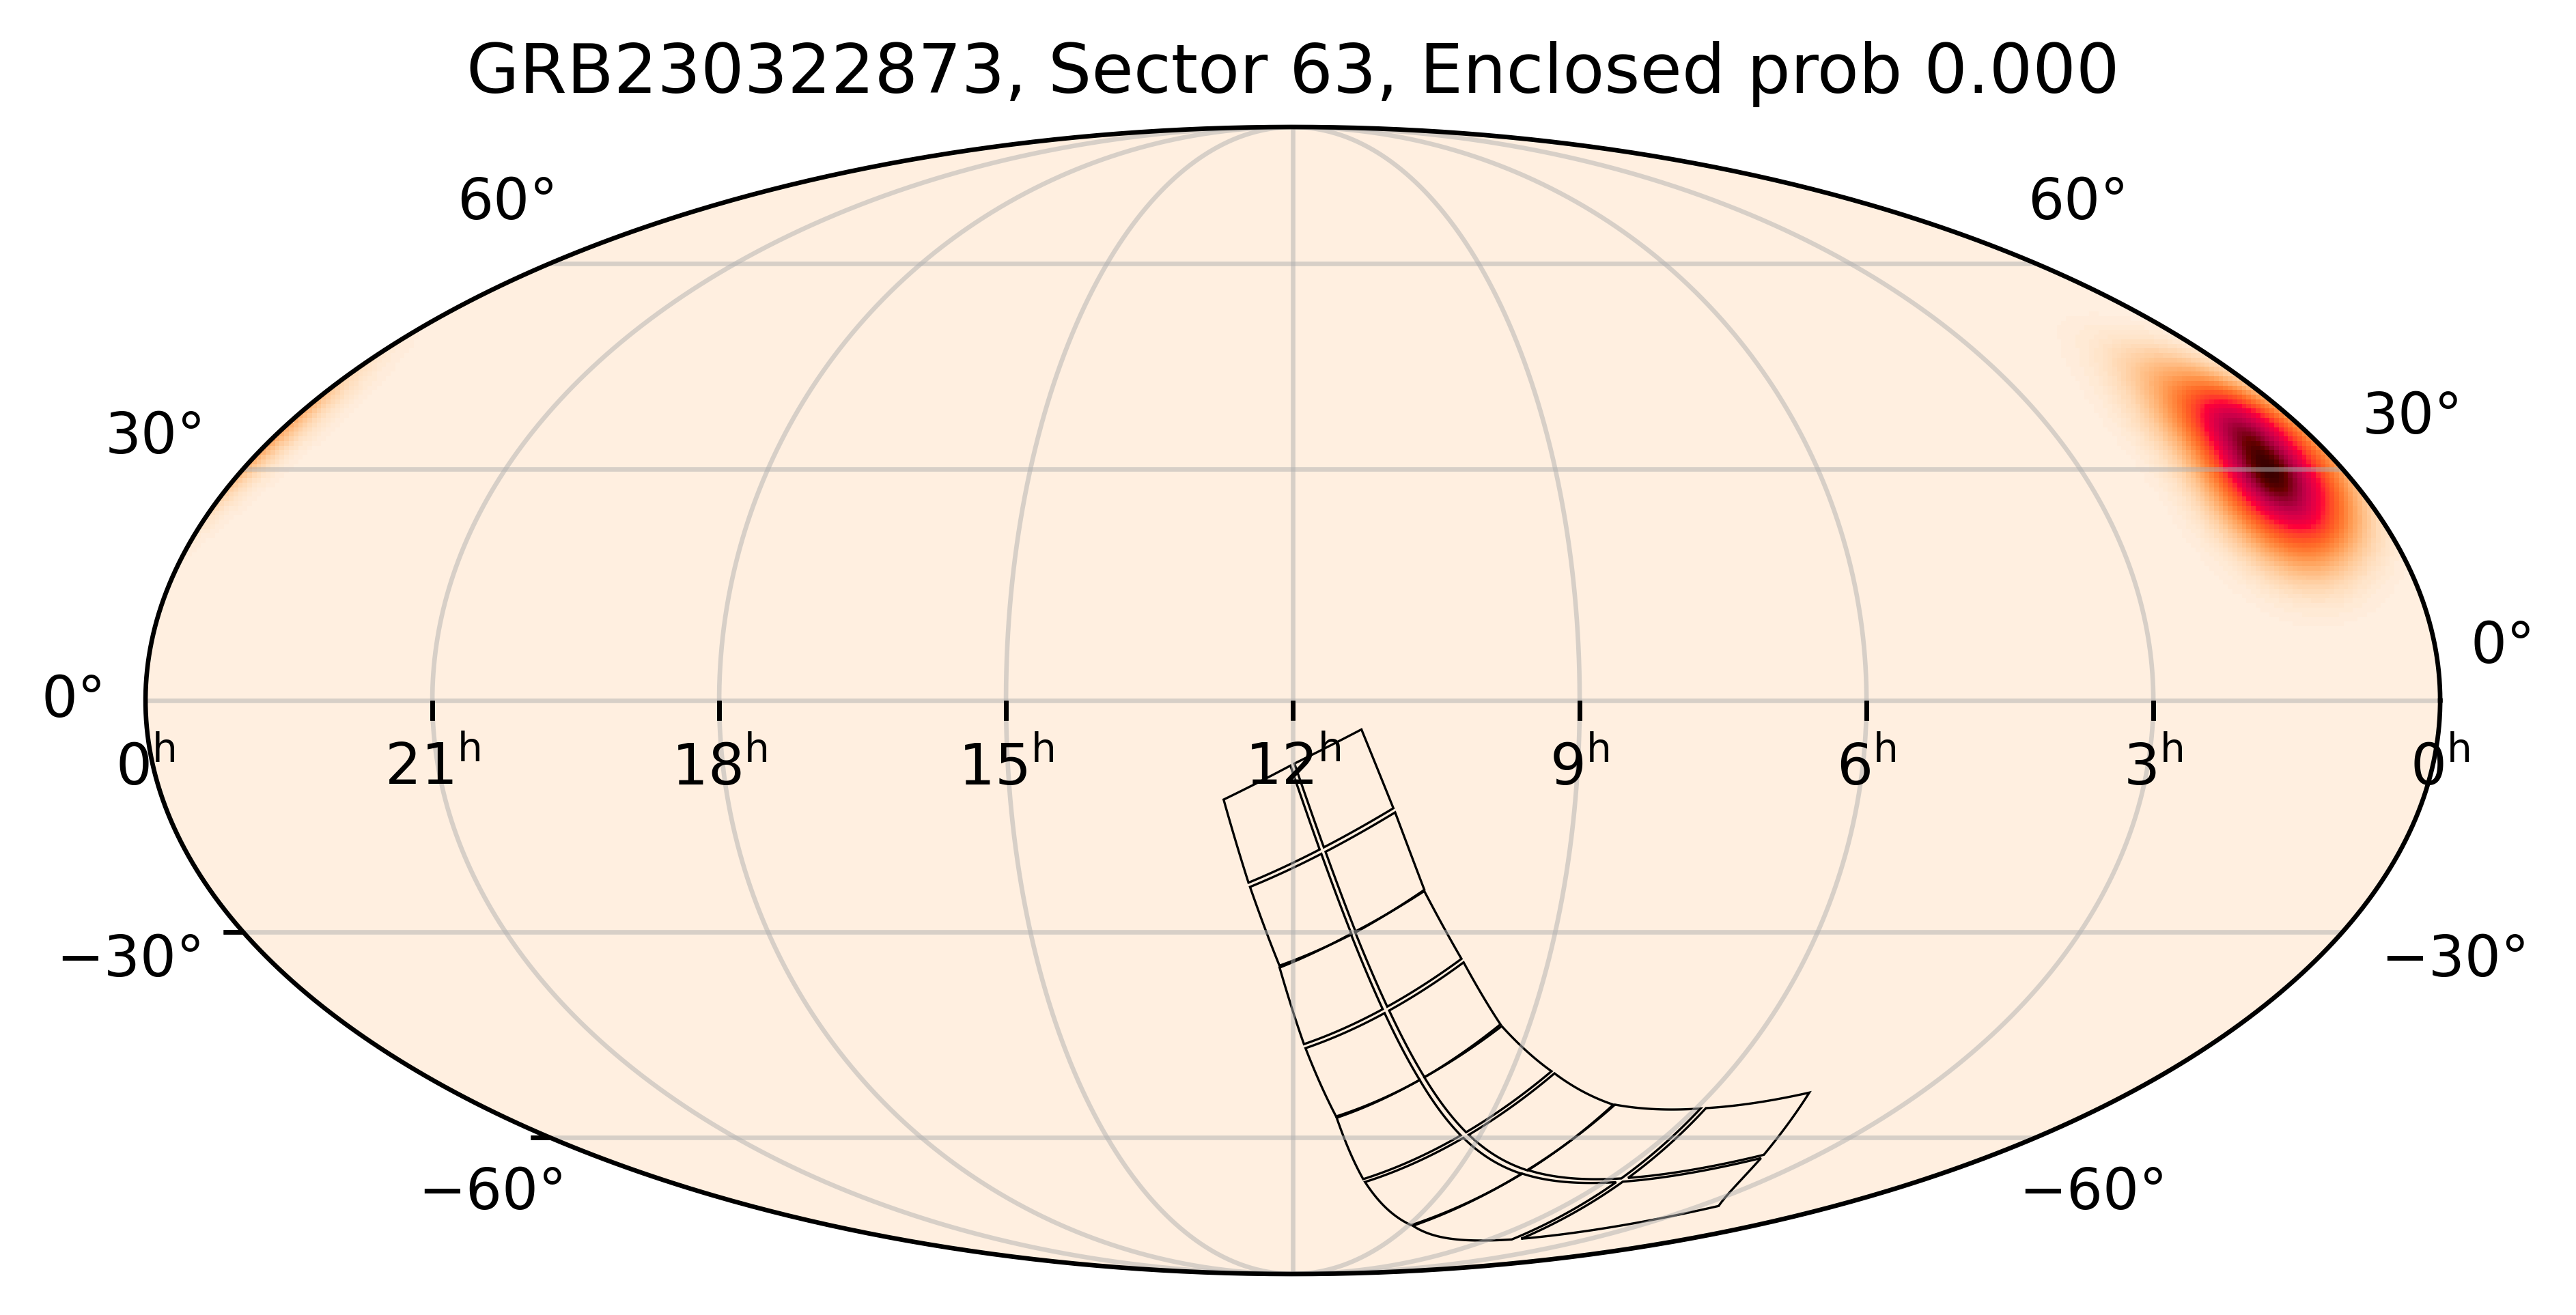 GRB230322873, Sector 63, Enclosed prob 0.000
60° 60°
30° 30°
0° 0°
0h 21h 18h 15h 12h 9h 6h 3h 0h
−30° −30°
−60° −60°